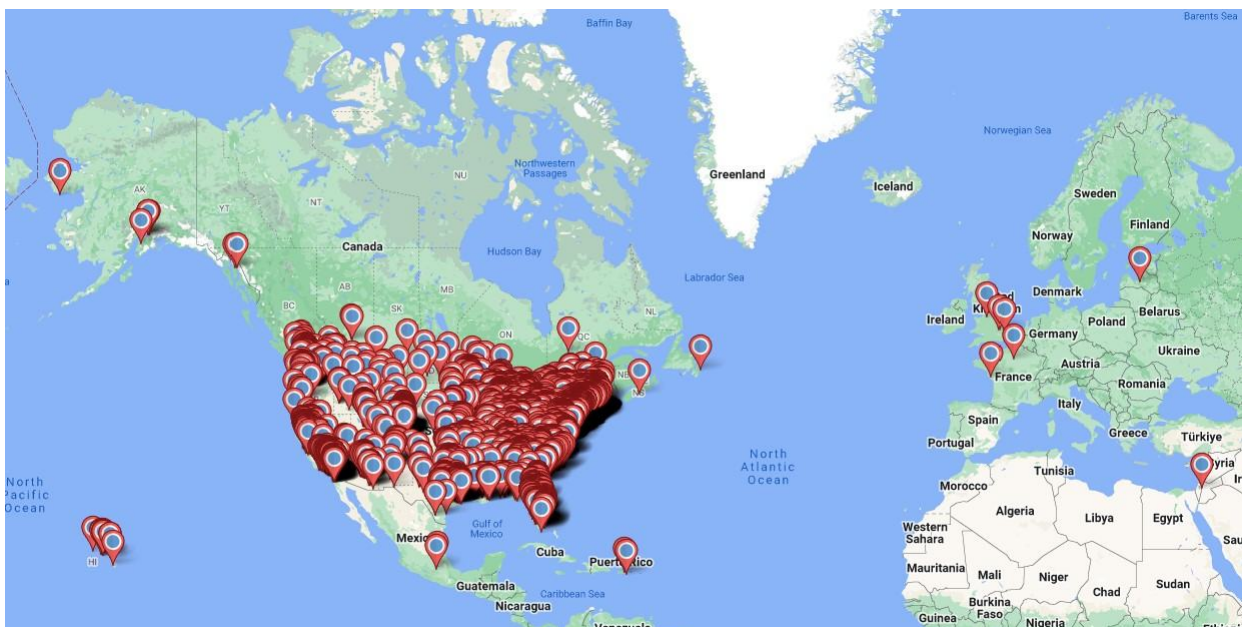 Baffin Bay
Barents Sea
Norwegian Sea
Northwestern
Passages
NU
Greenland
Iceland
AK
YT
NT
Sweden
Finland
Norway
Canada
Hudson Bay
Labrador Sea
BC
AB
SK
MB
ON
QC
NL
NB
NS
Denmark
Ireland
Poland
Belarus
Germany
Ukraine
Austria
France
Romania
Italy
Spain
Portugal
Greece
Türkiye
North
Pacific
Ocean
North
Atlantic
Ocean
Tunisia
Morocco
Algeria
Libya
Egypt
Western
Sahara
Gulf of
Mexico
Cuba
HI
Mauritania
Mali
Niger
Chad
Sudan
Guatemala
Caribbean Sea
Nicaragua
Burkina
Faso
Guinea
Nigeria